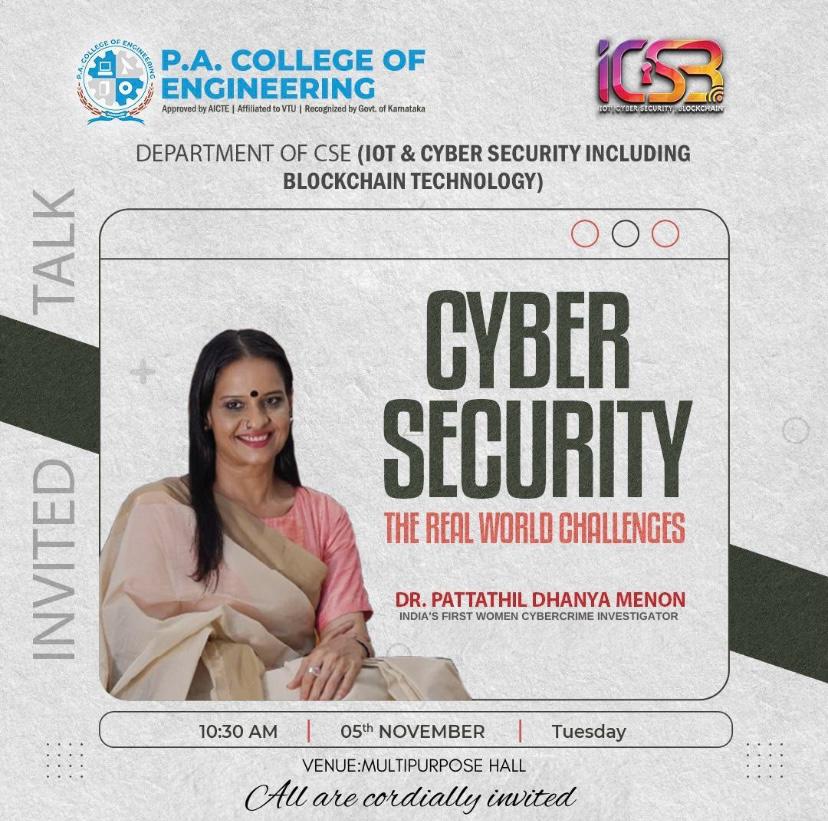 P.A. COLLEGE OF ENGINEERING
P.A. COLLEGE OF
ENGINEERING
Approved by AICTE | Affiliated to VTU | Recognized by Govt. of Karnataka
iCSB
IOT| CYBER SECURITY| BLOCKCHAIN
DEPARTMENT OF CSE (IOT & CYBER SECURITY INCLUDING
BLOCKCHAIN TECHNOLOGY)
INVITED TALK
CYBER
SECURITY
THE REAL WORLD CHALLENGES
DR. PATTATHIL DHANYA MENON
INDIA'S FIRST WOMEN CYBERCRIME INVESTIGATOR
10:30 AM | 05th NOVEMBER | Tuesday
VENUE:MULTIPURPOSE HALL
All are cordially invited